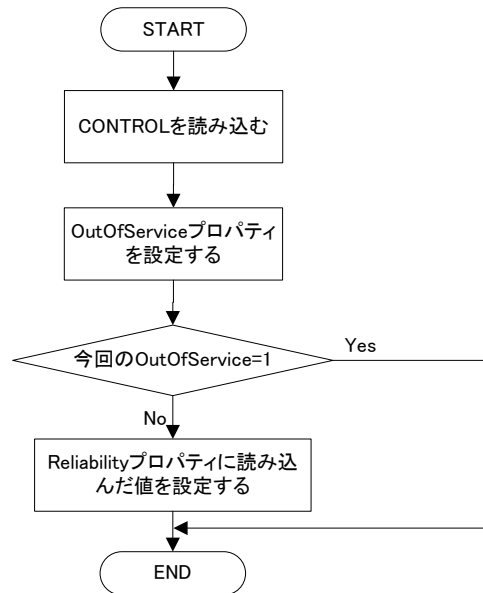 START
CONTROLを読み込む
OutOfServiceプロパティ
を設定する
今回のOutOfService=1
Yes
No
Reliabilityプロパティに読み込
んだ値を設定する
END